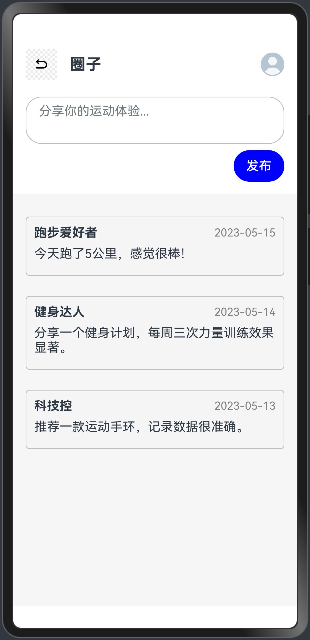 圈子
分享你的运动体验...
发布
跑步爱好者 2023-05-15
今天跑了5公里，感觉很棒!
健身达人 2023-05-14
分享一个健身计划，每周三次力量训练效果
显著。
科技控 2023-05-13
推荐一款运动手环，记录数据很准确。